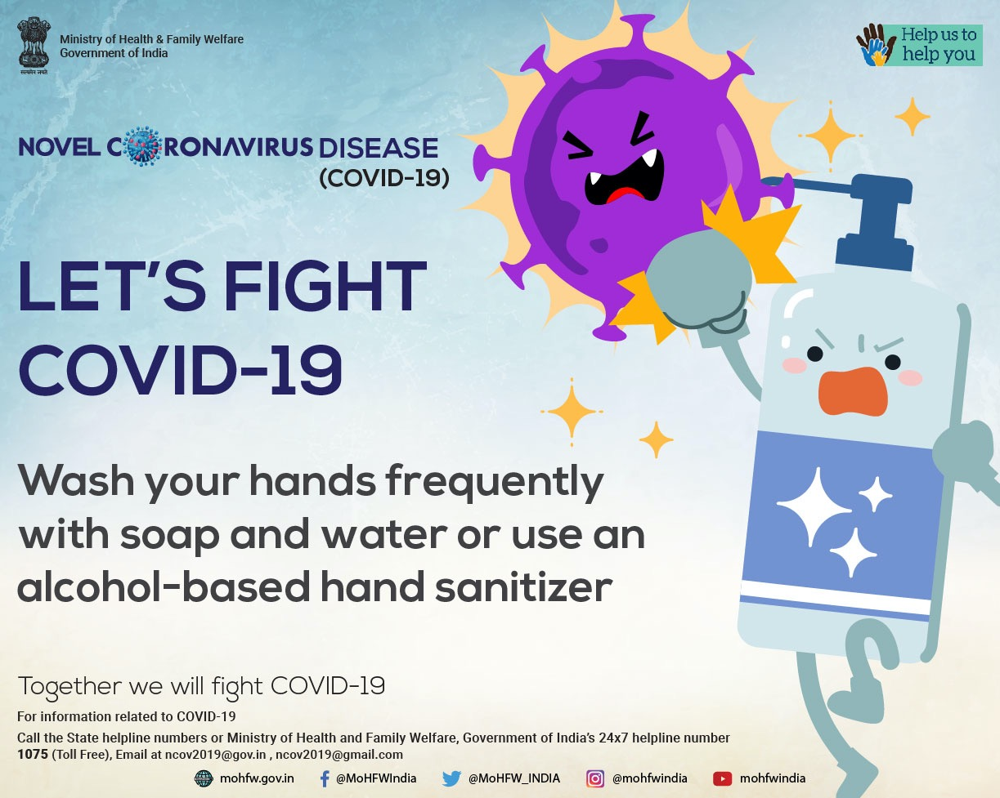 Ministry of Health & Family Welfare
Government of India
सत्यमेव जयते
Help us to
help you
NOVEL CORONAVIRUS DISEASE
(COVID-19)
LET'S FIGHT
COVID-19
Wash your hands frequently
with soap and water or use an
alcohol-based hand sanitizer
Together we will fight COVID-19
For information related to COVID-19
Call the State helpline numbers or Ministry of Health and Family Welfare, Government of India's 24x7 helpline number
1075 (Toll Free), Email at ncov2019@gov.in , ncov2019@gmail.com
mohfw.gov.in @MoHFWIndia @MoHFW_INDIA @mohfwindia mohfwindia